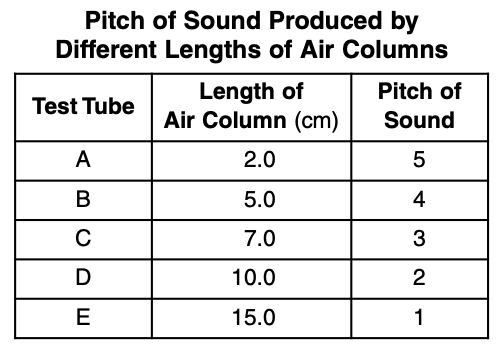 Pitch of Sound Produced by
Different Lengths of Air Columns
Test Tube
Length of
Air Column (cm)
Pitch of
Sound
A 2.0 5
B 5.0 4
C 7.0 3
D 10.0 2
E 15.0 1